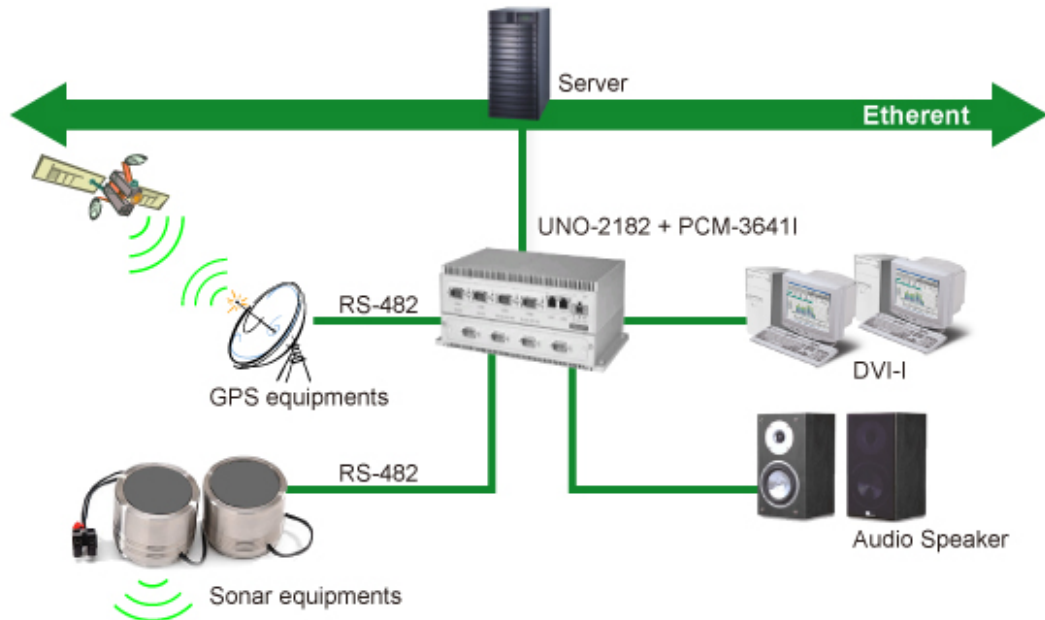 Server
Etherent
UNO-2182 + PCM-3641I
RS-482
GPS equipments
DVI-I
RS-482
Audio Speaker
Sonar equipments